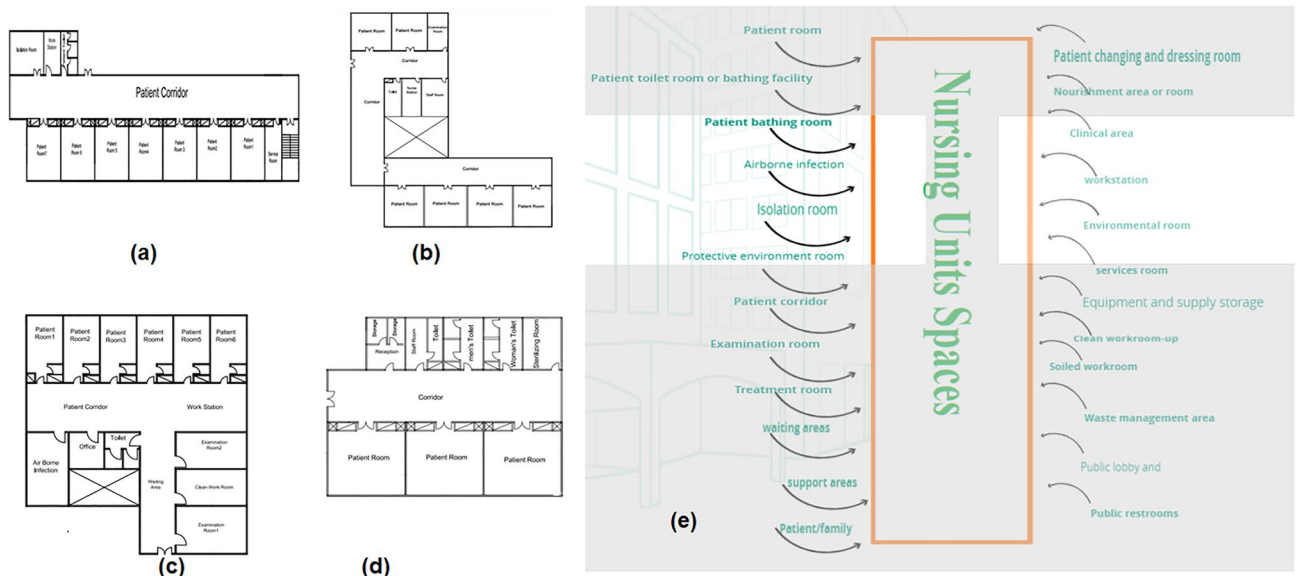 Isolation Room
Work
Station
Patient Corridor
Patient
Room7
Patient
Room 6
Patient
Room 5
Patient
Room4
Patient
Room 3
Patient
Room2
Patient
Room1
Service
Room
(a)
Patient Room
Patient Room
Examination
Room
Corridor
Corridor
Toilet
Nurse
Station
Staff Room
Corridor
Patient Room
Patient Room
Patient Room
Patient Room
(b)
Patient
Room1
Patient
Room2
Patient
Room3
Patient
Room4
Patient
Room5
Patient
Room6
Patient Corridor
Work Station
Air Borne
Infection
Office
Toilet
Waiting
Area
Examination
Room2
Clean Work Room
Examination
Room1
(c)
Storage
Storage
Reception
Staff Room
Toilet
men's Toilet
Woman's Toilet
Sterilizing Room
Corridor
Patient Room
Patient Room
Patient Room
(d)
Patient room
Patient toilet room or bathing facility
Patient bathing room
Airborne infection
Isolation room
Protective environment room
Patient corridor
Examination room
Treatment room
waiting areas
support areas
Patient/family
Nursing Units Spaces
Patient changing and dressing room
Nourishment area or room
Clinical area
workstation
Environmental room
services room
Equipment and supply storage
Clean workroom-up
Soiled workroom
Waste management area
Public lobby and
Public restrooms
(e)